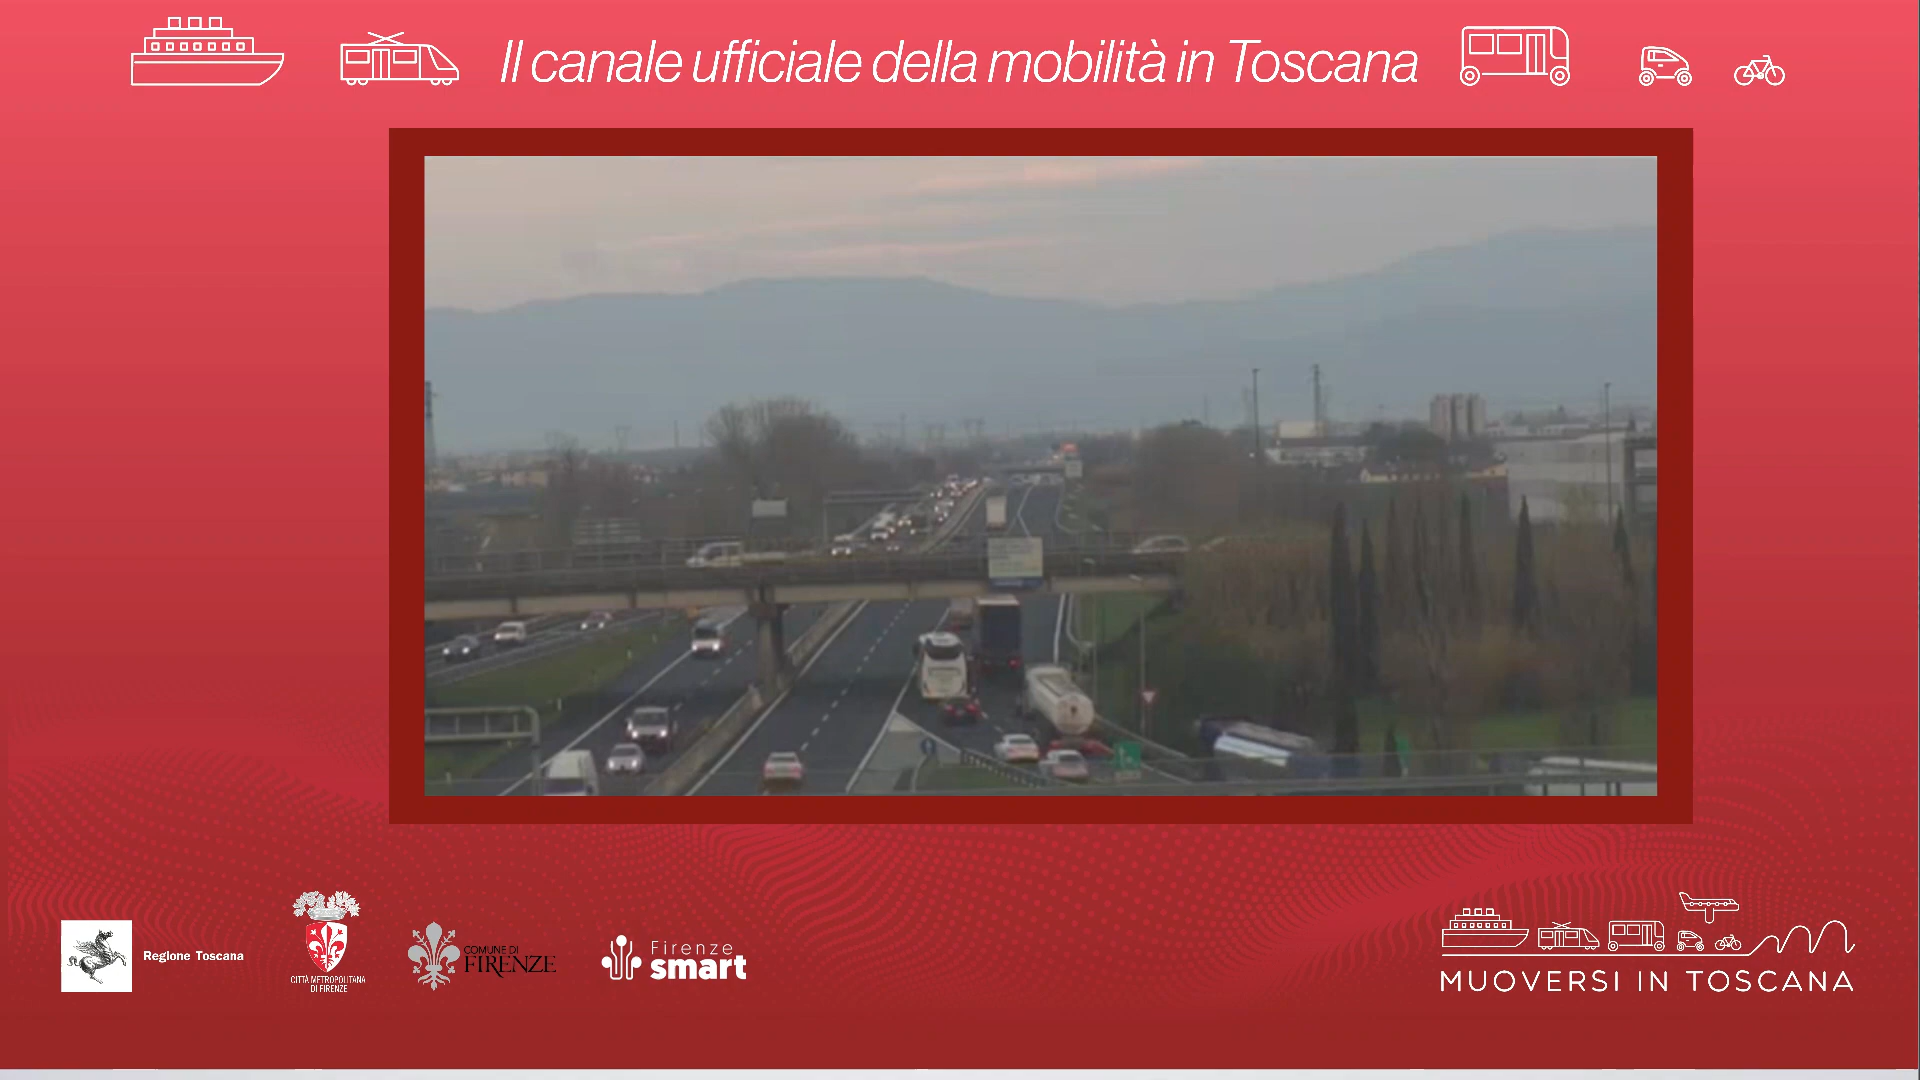 Il canale ufficiale della mobilità in Toscana
Regione Toscana
CITTÀ METROPOLITANA
DI FIRENZE
COMUNE DI
FIRENZE
Firenze
smart
MUOVERSI IN TOSCANA